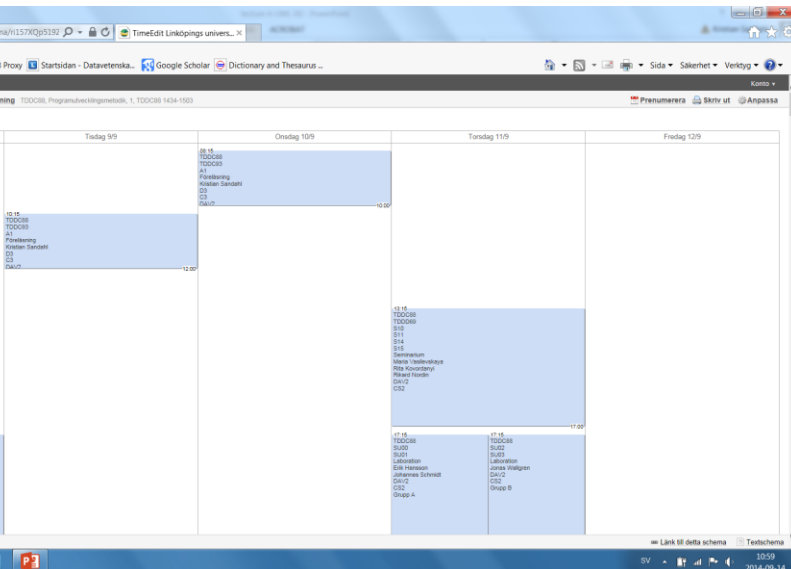 na/ri157XQp5192
TimeEdit Linköpings univers...
Proxy
Startsidan - Datavetenska...
Google Scholar
Dictionary and Thesaurus ...
Sida
Säkerhet
Verktyg
Konto
ning TDDC88, Programutvecklingsmetodik, 1, TDDC88 1434-1503
Prenumerera
Skriv ut
Anpassa
Tisdag 9/9
Onsdag 10/9
Torsdag 11/9
Fredag 12/9
10:15
TDDC88
TDDC93
A1
Föreläsning
Kristian Sandahl
D3
C3
DAV2
12:00
08:15
TDDC88
TDDC93
A1
Föreläsning
Kristian Sandahl
D3
C3
DAV2
10:00
13:15
TDDC88
TDDD89
S10
S11
S14
S15
Seminarium
Maria Vasilevskaya
Rita Kovordanyi
Rikard Nordin
DAV2
CS2
17:00
17:15
TDDC88
SU00
SU01
Laboration
Erik Hansson
Johannes Schmidt
DAV2
CS2
Grupp A
17:15
TDDC88
SU02
SU03
Laboration
Jonas Wallgren
DAV2
CS2
Grupp B
Länk till detta schema
Textschema
SV
10:59
2014-09-14